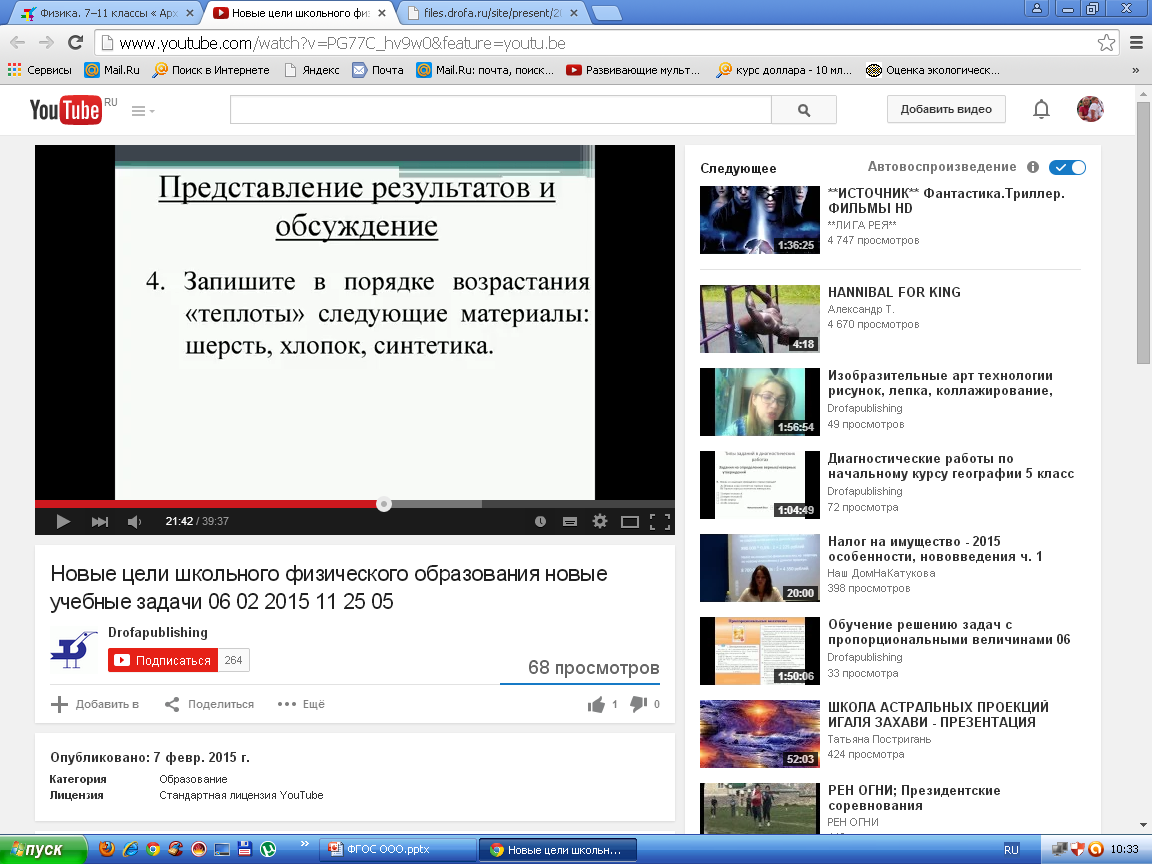 Физика. 7–11 классы « Арх
Новые цели школьного фи
files.drofa.ru/site/present/2
www.youtube.com/watch?v=PG77C_hv9w0&feature=youtu.be
Сервисы
Mail.Ru
Поиск в Интернете
Яндекс
Почта
Mail.Ru: почта, поиск...
Развивающие мульт...
курс доллара - 10 мл...
Оценка экологическ...
»
YouTube RU
Добавить видео
Представление результатов и
обсуждение
4. Запишите в порядке возрастания
«теплоты» следующие материалы:
шерсть, хлопок, синтетика.
21:42 / 39:37
Новые цели школьного физического образования новые
учебные задачи 06 02 2015 11 25 05
Drofapublishing
Подписаться 264
68 просмотров
Добавить в
Поделиться
Ещё
1
0
Опубликовано: 7 февр. 2015 г.
Категория Образование
Лицензия Стандартная лицензия YouTube
Следующее
Автовоспроизведение
**ИСТОЧНИК** Фантастика.Триллер.
ФИЛЬМЫ HD
**ЛИГА РЕЯ**
4 747 просмотров
1:36:25
HANNIBAL FOR KING
Александр Т.
4 670 просмотров
4:18
Изобразительные арт технологии
рисунок, лепка, коллажирование,
Drofapublishing
49 просмотров
1:56:54
Диагностические работы по
начальному курсу географии 5 класс
Drofapublishing
72 просмотра
1:04:49
Налог на имущество - 2015
особенности, нововведения ч. 1
Наш ДомНаКатукова
398 просмотров
20:00
Обучение решению задач с
пропорциональными величинами 06
Drofapublishing
33 просмотра
1:50:06
ШКОЛА АСТРАЛЬНЫХ ПРОЕКЦИЙ
ИГАЛЯ ЗАХАВИ - ПРЕЗЕНТАЦИЯ
Татьяна Постригань
424 просмотра
52:03
РЕН ОГНИ; Президентские
соревнования
РЕН ОГНИ
пуск
»
ФГОС ООО.pptx
Новые цели школьн...
RU
10:33